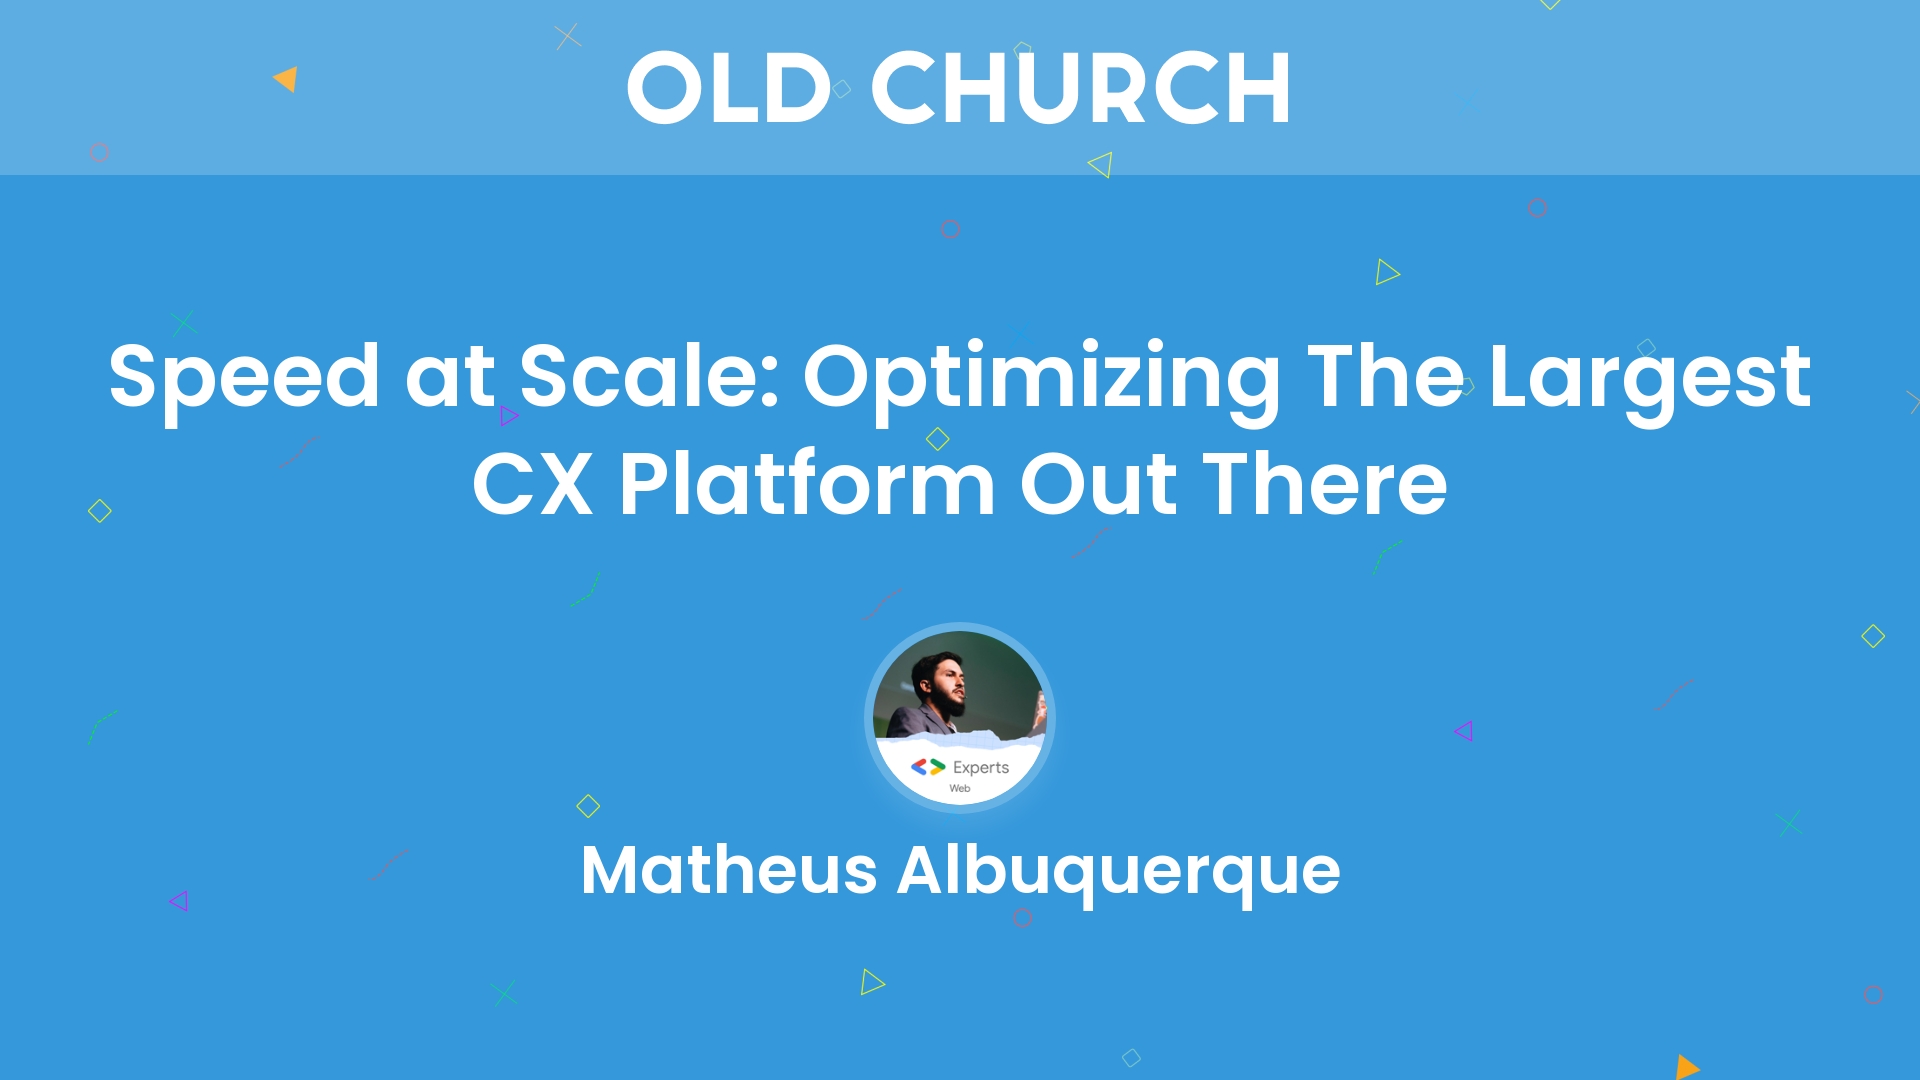 OLD CHURCH
Speed at Scale: Optimizing The Largest
CX Platform Out There
Experts
Web
Matheus Albuquerque